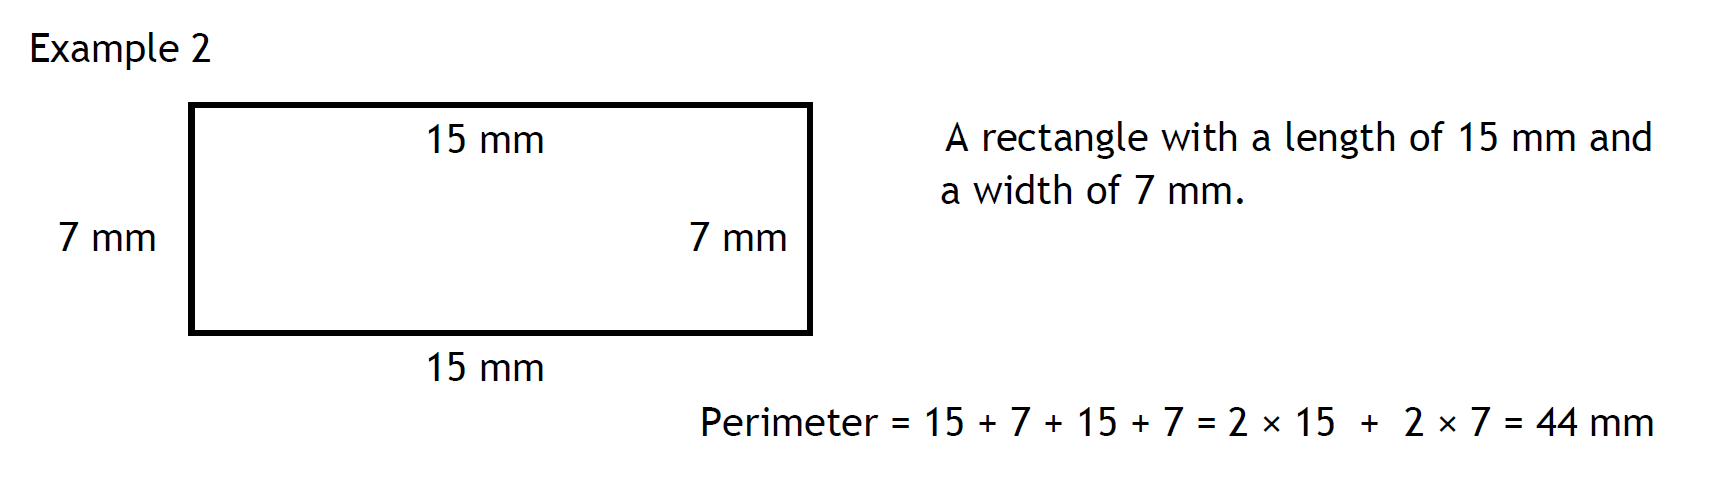 Example 2
15 mm
A rectangle with a length of 15 mm and
a width of 7 mm.
7 mm
7 mm
15 mm
Perimeter = 15 + 7 + 15 + 7 = 2 × 15 + 2 × 7 = 44 mm